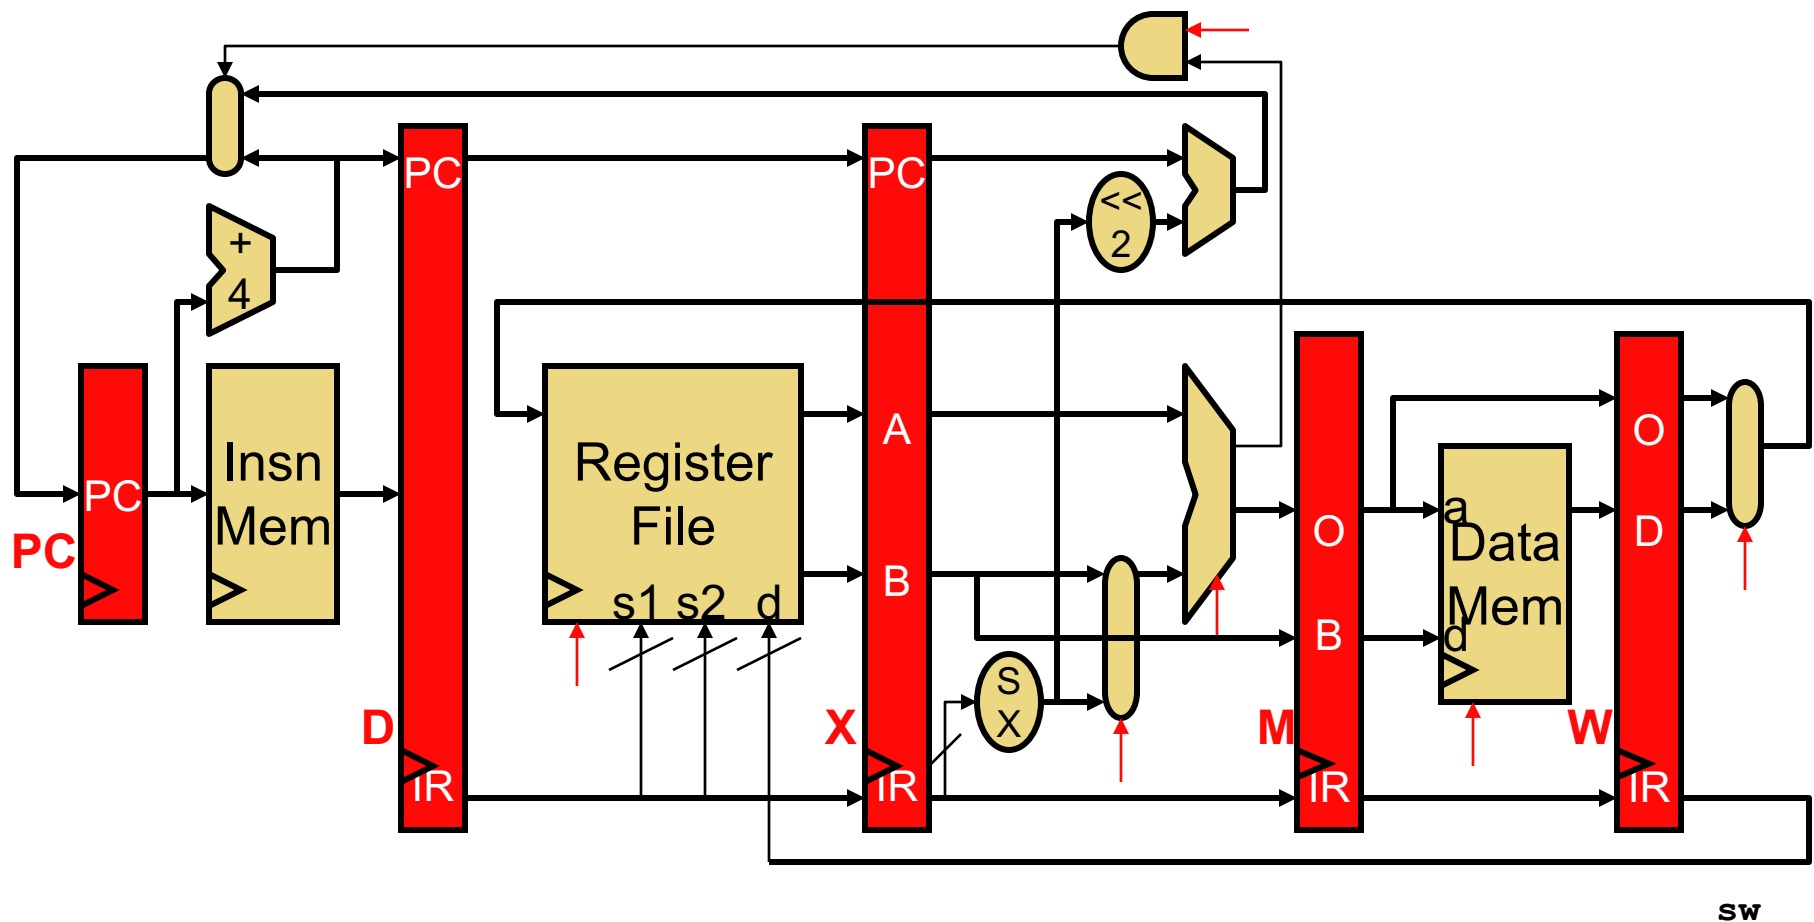 PC
PC
<<
2
+
4
A
O
Insn
Mem
Register
File
PC
PC
a
Data
Mem
d
O
D
B
B
s1 s2 d
S
X
D
X
M
W
IR
IR
IR
IR
sw